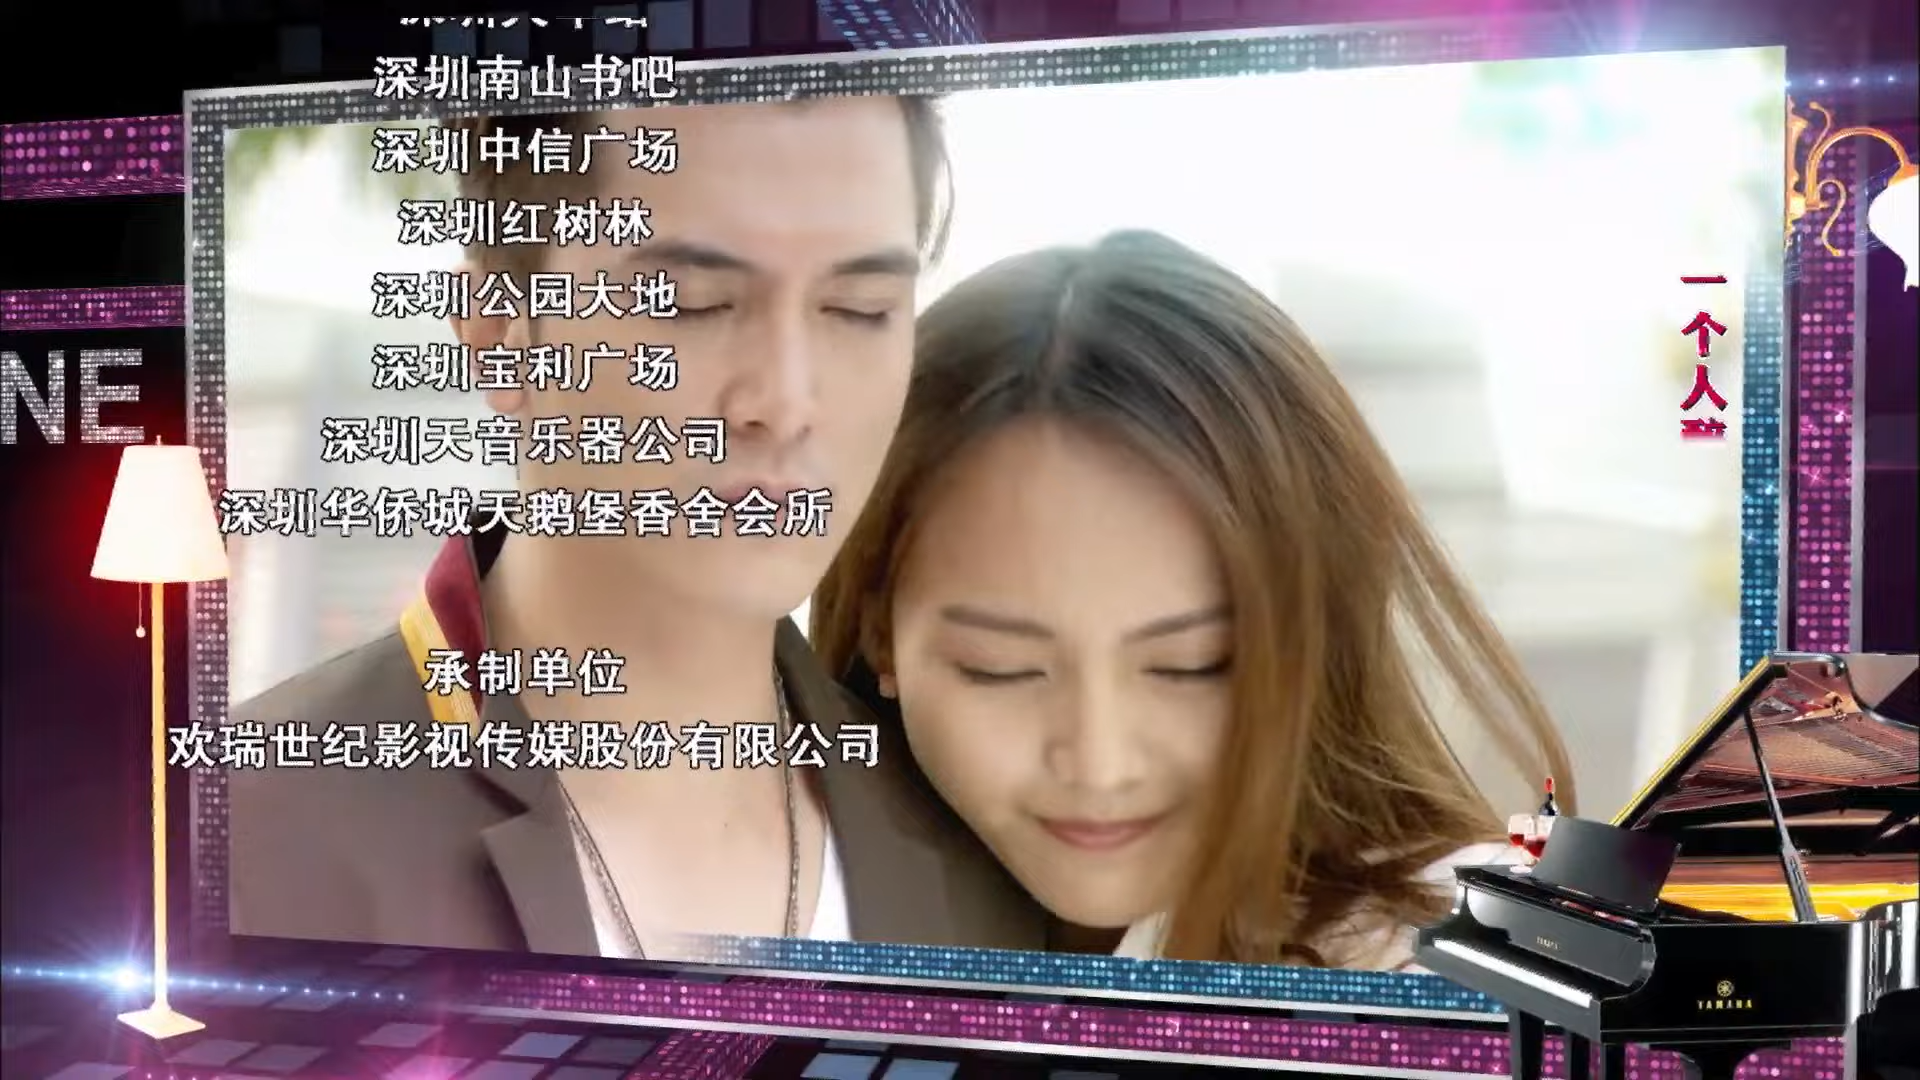 深圳南山书吧
深圳中信广场
深圳红树林
深圳公园大地
深圳宝利广场
深圳天音乐器公司
深圳华侨城天鹅堡香舍会所
承制单位
欢瑞世纪影视传媒股份有限公司
一个人
NE
YAMAHA